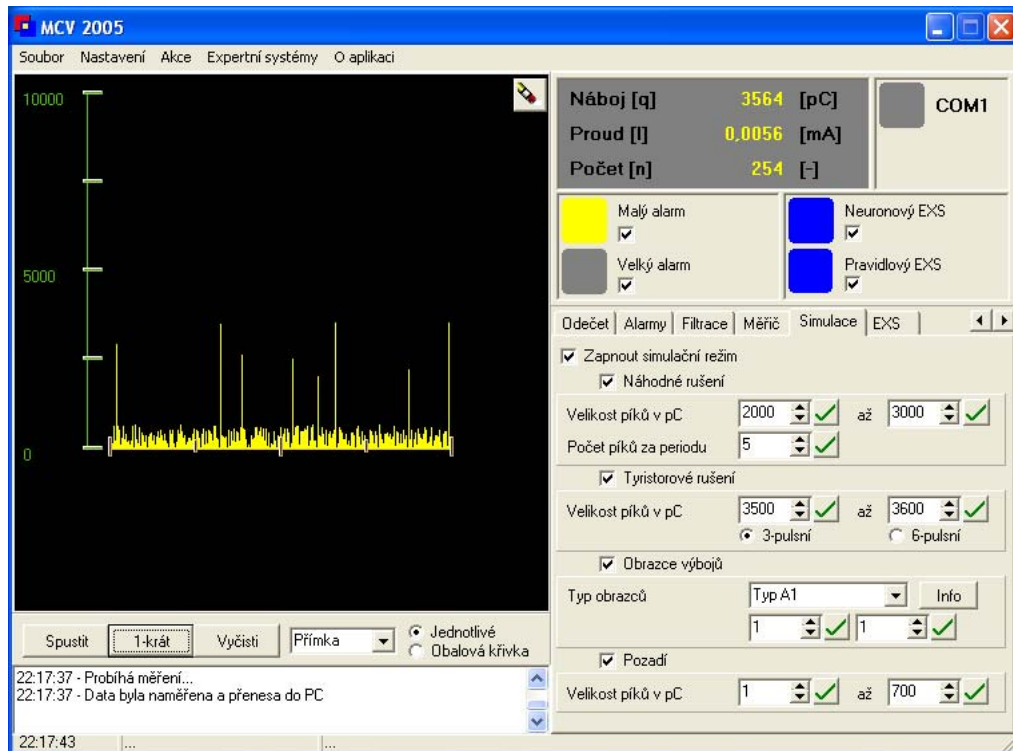 MCV 2005
Soubor Nastavení Akce Expertní systémy O aplikaci
10000
5000
0
Náboj [q] 3564 [pC]
Proud [I] 0,0056 [mA]
Počet [n] 254 [-]
COM1
Malý alarm
Velký alarm
Neuronový EXS
Pravidlový EXS
Odečet Alarmy Filtrace Měřič Simulace EXS
Zapnout simulační režim
Náhodné rušení
Velikost píků v pC 2000 až 3000
Počet píků za periodu 5
Tyristorové rušení
Velikost píků v pC 3500 až 3600
3-pulsní 6-pulsní
Obrazce výbojů
Typ obrazců Typ A1 Info
1 1
Pozadí
Velikost píků v pC 1 až 700
Spustit 1-krát Vyčisti Přímka Jednotlivé
Obalová křivka
22:17:37 - Probíhá měření...
22:17:37 - Data byla naměřena a přenesa do PC
22:17:43 ... ...